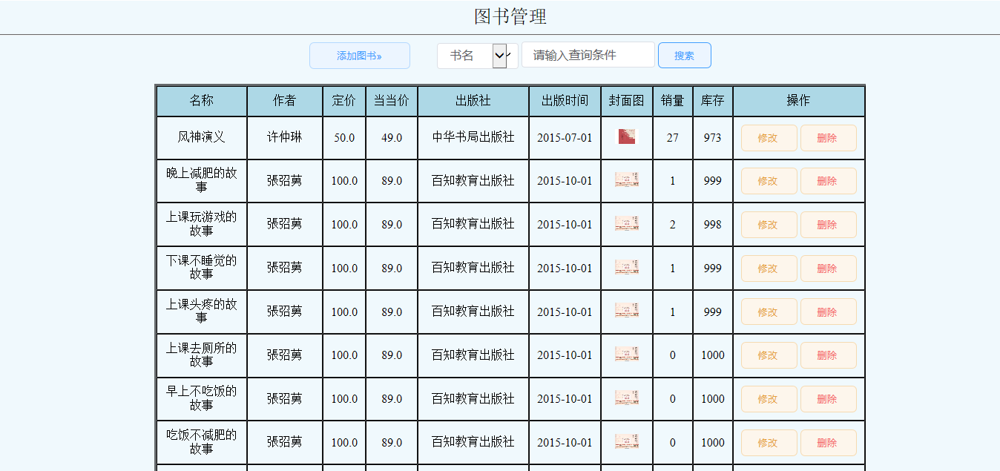 图书管理
添加图书»
书名
请输入查询条件
搜索
名称 作者 定价 当当价 出版社 出版时间 封面图 销量 库存 操作
风神演义 许仲琳 50.0 49.0 中华书局出版社 2015-07-01 27 973 修改 删除
晚上减肥的故
事
張弨苐 100.0 89.0 百知教育出版社 2015-10-01 1 999 修改 删除
上课玩游戏的
故事
張弨苐 100.0 89.0 百知教育出版社 2015-10-01 2 998 修改 删除
下课不睡觉的
故事
張弨苐 100.0 89.0 百知教育出版社 2015-10-01 1 999 修改 删除
上课头疼的故
事
張弨苐 100.0 89.0 百知教育出版社 2015-10-01 1 999 修改 删除
上课去厕所的
故事
張弨苐 100.0 89.0 百知教育出版社 2015-10-01 0 1000 修改 删除
早上不吃饭的
故事
張弨苐 100.0 89.0 百知教育出版社 2015-10-01 0 1000 修改 删除
吃饭不减肥的
故事
張弨苐 100.0 89.0 百知教育出版社 2015-10-01 0 1000 修改 删除